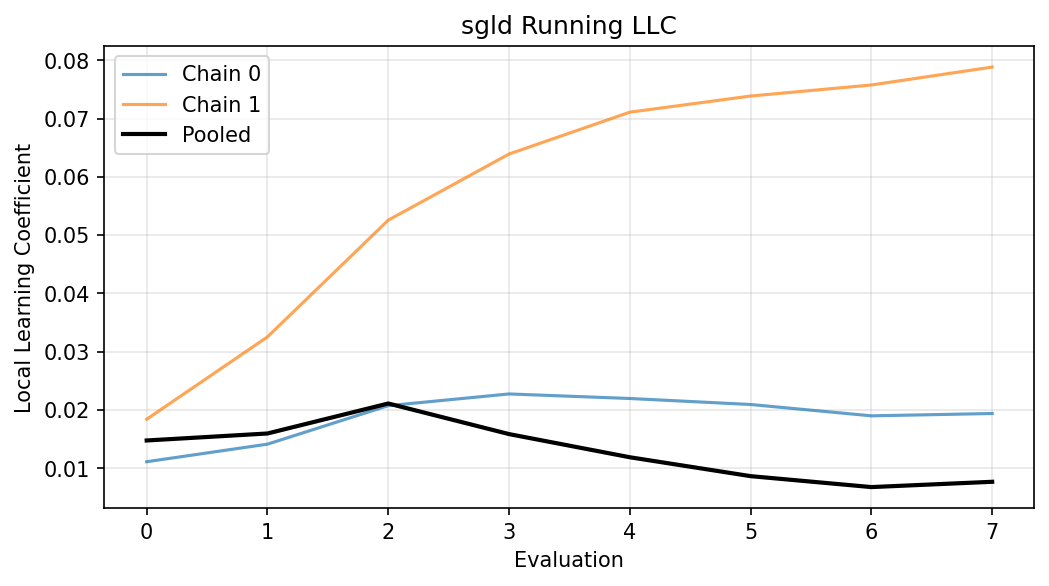 sgld Running LLC
Chain 0
Chain 1
Pooled
Local Learning Coefficient
0.08
0.07
0.06
0.05
0.04
0.03
0.02
0.01
0 1 2 3 4 5 6 7
Evaluation